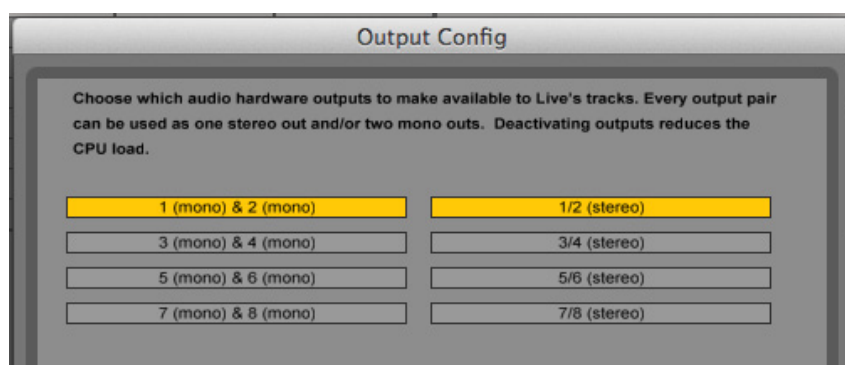 Output Config
Choose which audio hardware outputs to make available to Live's tracks. Every output pair
can be used as one stereo out and/or two mono outs. Deactivating outputs reduces the
CPU load.
1 (mono) & 2 (mono)
1/2 (stereo)
3 (mono) & 4 (mono)
3/4 (stereo)
5 (mono) & 6 (mono)
5/6 (stereo)
7 (mono) & 8 (mono)
7/8 (stereo)